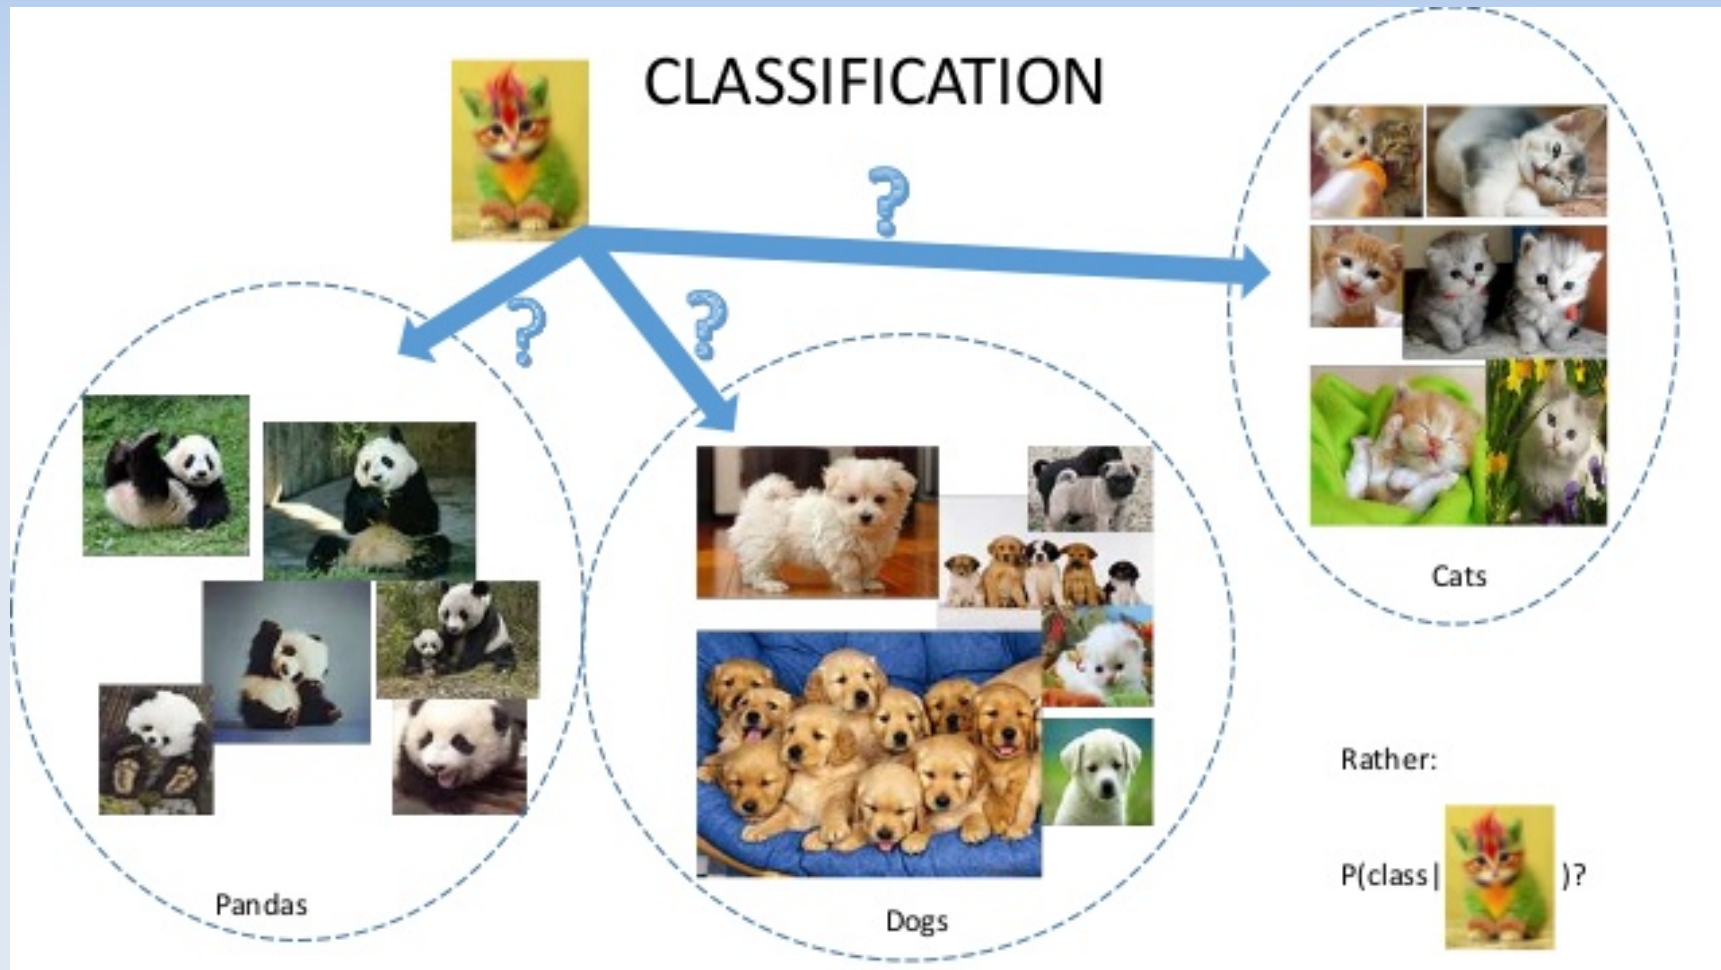 CLASSIFICATION
?
?
?
Cats
Pandas
Dogs
Rather:
P(class| )?